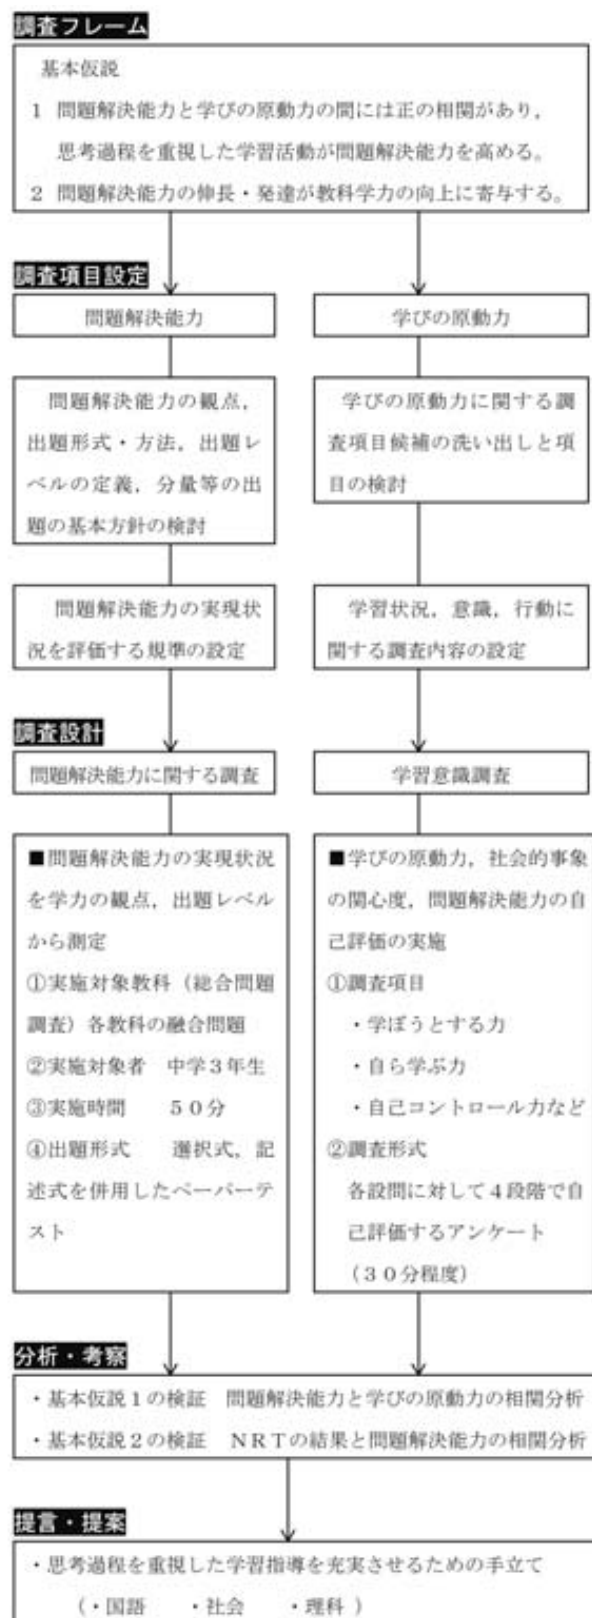 調査フレーム
基本仮説
1 問題解決能力と学びの原動力の間には正の相関があり，
思考過程を重視した学習活動が問題解決能力を高める。
2 問題解決能力の伸長・発達が教科学力の向上に寄与する。
調査項目設定
問題解決能力
問題解決能力の観点，
出題形式・方法，出題レ
ベルの定義，分量等の出
題の基本方針の検討
問題解決能力の実現状
況を評価する規準の設定
学びの原動力
学びの原動力に関する調
査項目候補の洗い出しと項
目の検討
学習状況，意識，行動に
関する調査内容の設定
調査設計
問題解決能力に関する調査
■問題解決能力の実現状況
を学力の観点，出題レベル
から測定
①実施対象教科（総合問題
調査）各教科の融合問題
②実施対象者　中学３年生
③実施時間　　５０分
④出題形式　　選択式，記
述式を併用したペーパーテ
スト
学習意識調査
■学びの原動力，社会的事象
の関心度，問題解決能力の自
己評価の実施
①調査項目
・学ぼうとする力
・自ら学ぶ力
・自己コントロール力など
②調査形式
各設問に対して４段階で自
己評価するアンケート
（３０分程度）
分析・考察
・基本仮説１の検証　問題解決能力と学びの原動力の相関分析
・基本仮説２の検証　ＮＲＴの結果と問題解決能力の相関分析
提言・提案
・思考過程を重視した学習指導を充実させるための手立て
（・国語　　・社会　　・理科 ）